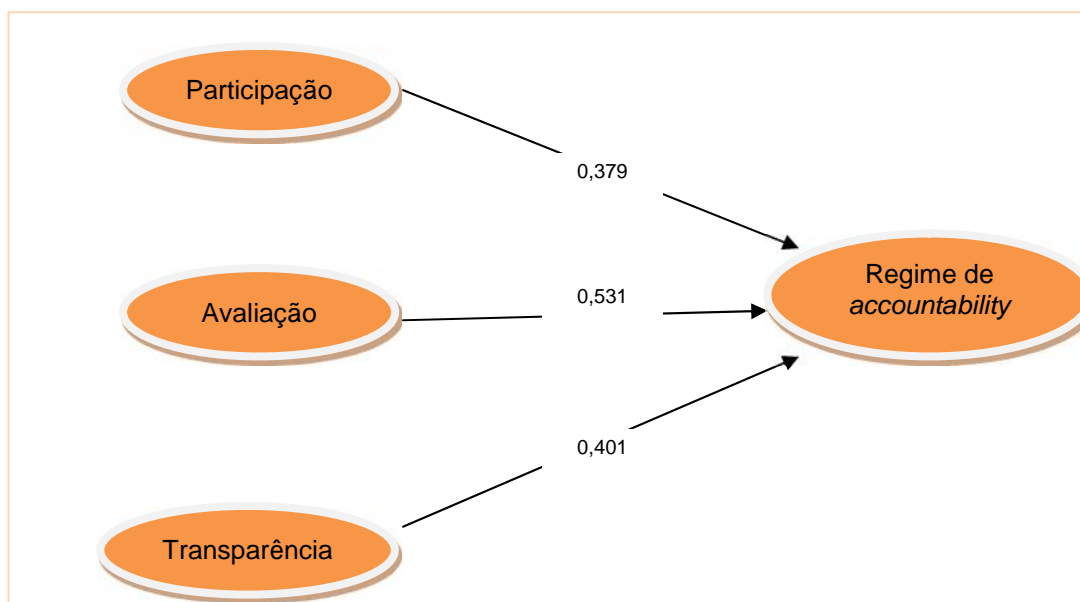 Participação
0,379
Regime de
accountability
Avaliação
0,531
0,401
Transparência